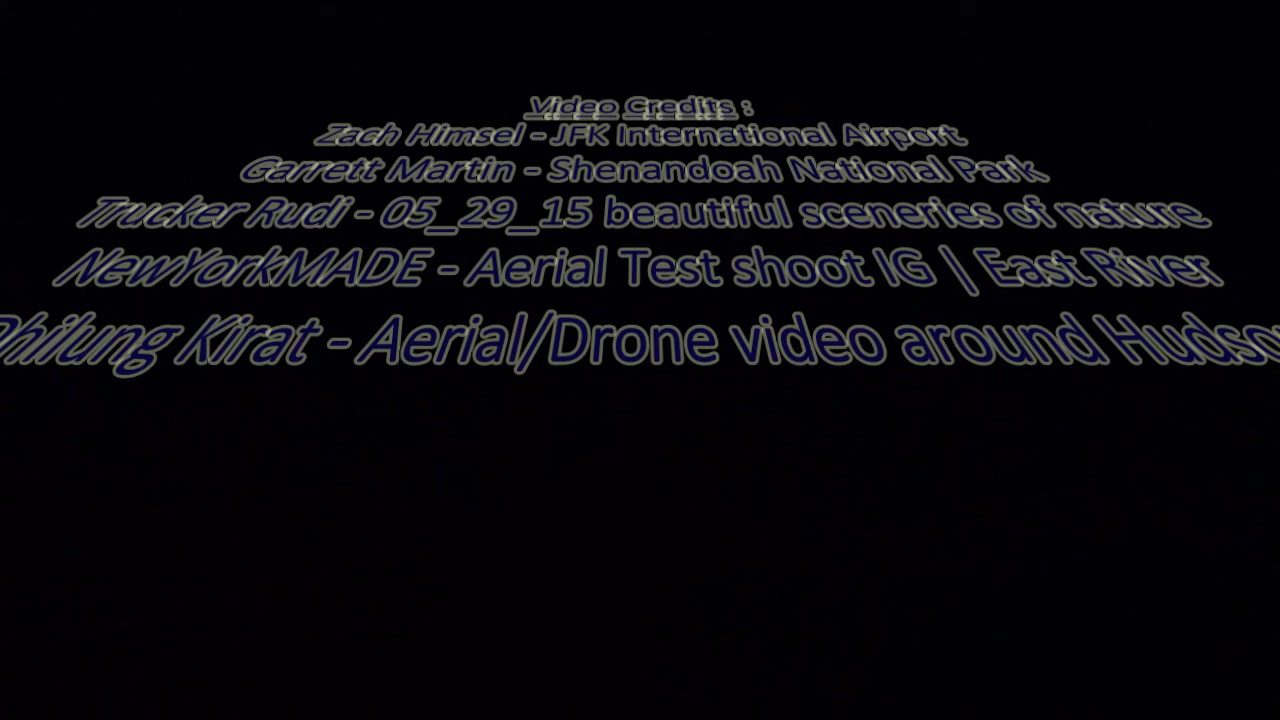 Video Credits :
Zach Himsel - JFK International Airport
Garrett Martin - Shenandoah National Park
Trucker Rudi - 05_29_15 beautiful sceneries of nature
NewYorkMADE - Aerial Test shoot IG | East River
Philung Kirat - Aerial/Drone video around